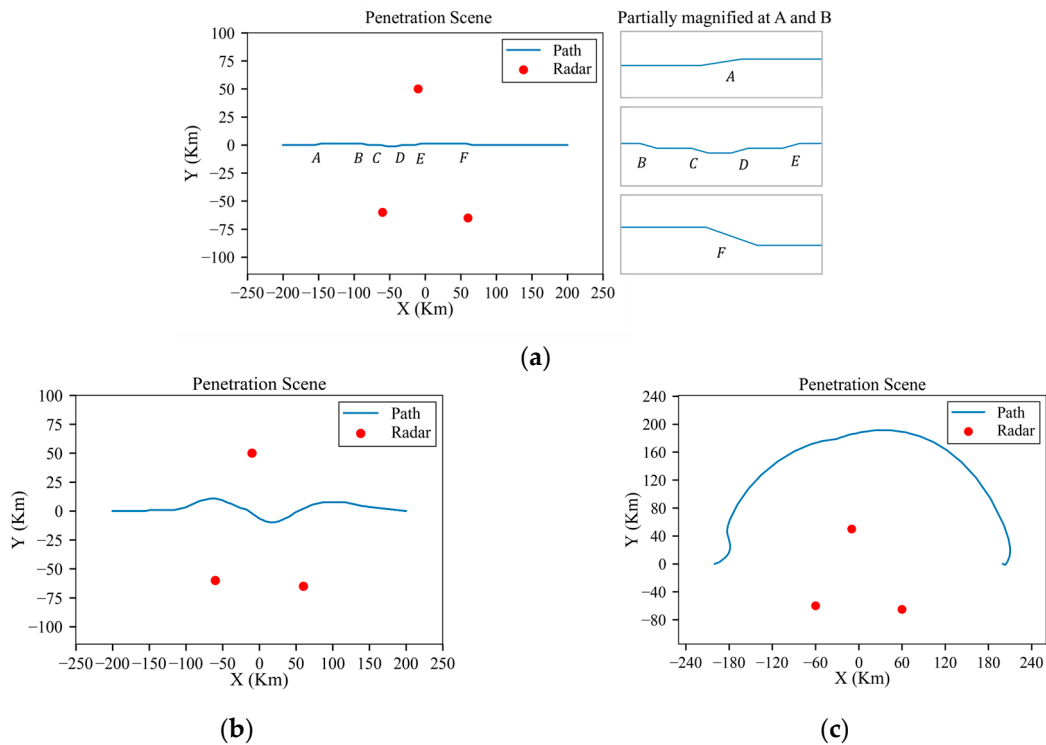 Penetration Scene
Partially magnified at A and B
100
75
50
25
0
−25
−50
−75
−100
Y (Km)
Path
Radar
A B C D E F
−250 −200 −150 −100 −50 0 50 100 150 200 250
X (Km)
A
B C D E
F
(a)
Penetration Scene
100
75
50
25
0
−25
−50
−75
−100
Y (Km)
Path
Radar
−250 −200 −150 −100 −50 0 50 100 150 200 250
X (Km)
(b)
Penetration Scene
240
200
160
120
80
40
0
−40
−80
Y (Km)
Path
Radar
−240 −180 −120 −60 0 60 120 180 240
X (Km)
(c)